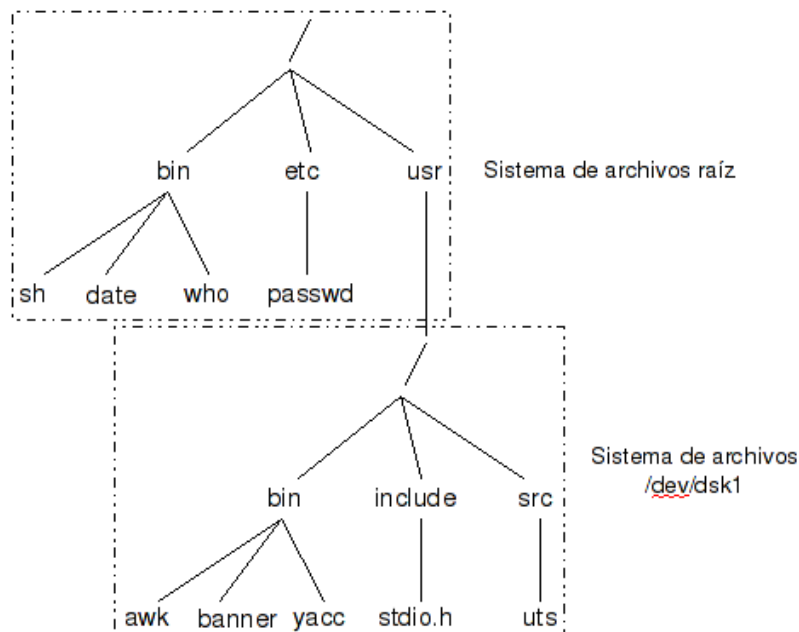 /
bin etc usr
Sistema de archivos raíz
sh date who passwd
/
bin include src
Sistema de archivos
/dev/dsk1
awk banner yacc stdio.h uts